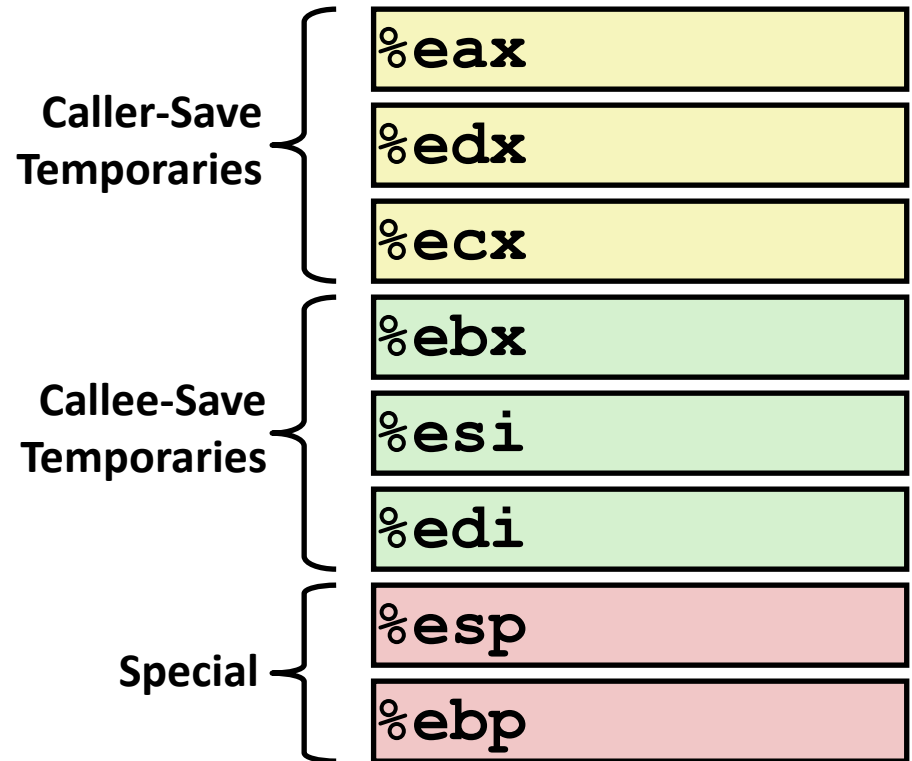 Caller-Save
Temporaries
%eax
%edx
%ecx
Callee-Save
Temporaries
%ebx
%esi
%edi
Special
%esp
%ebp